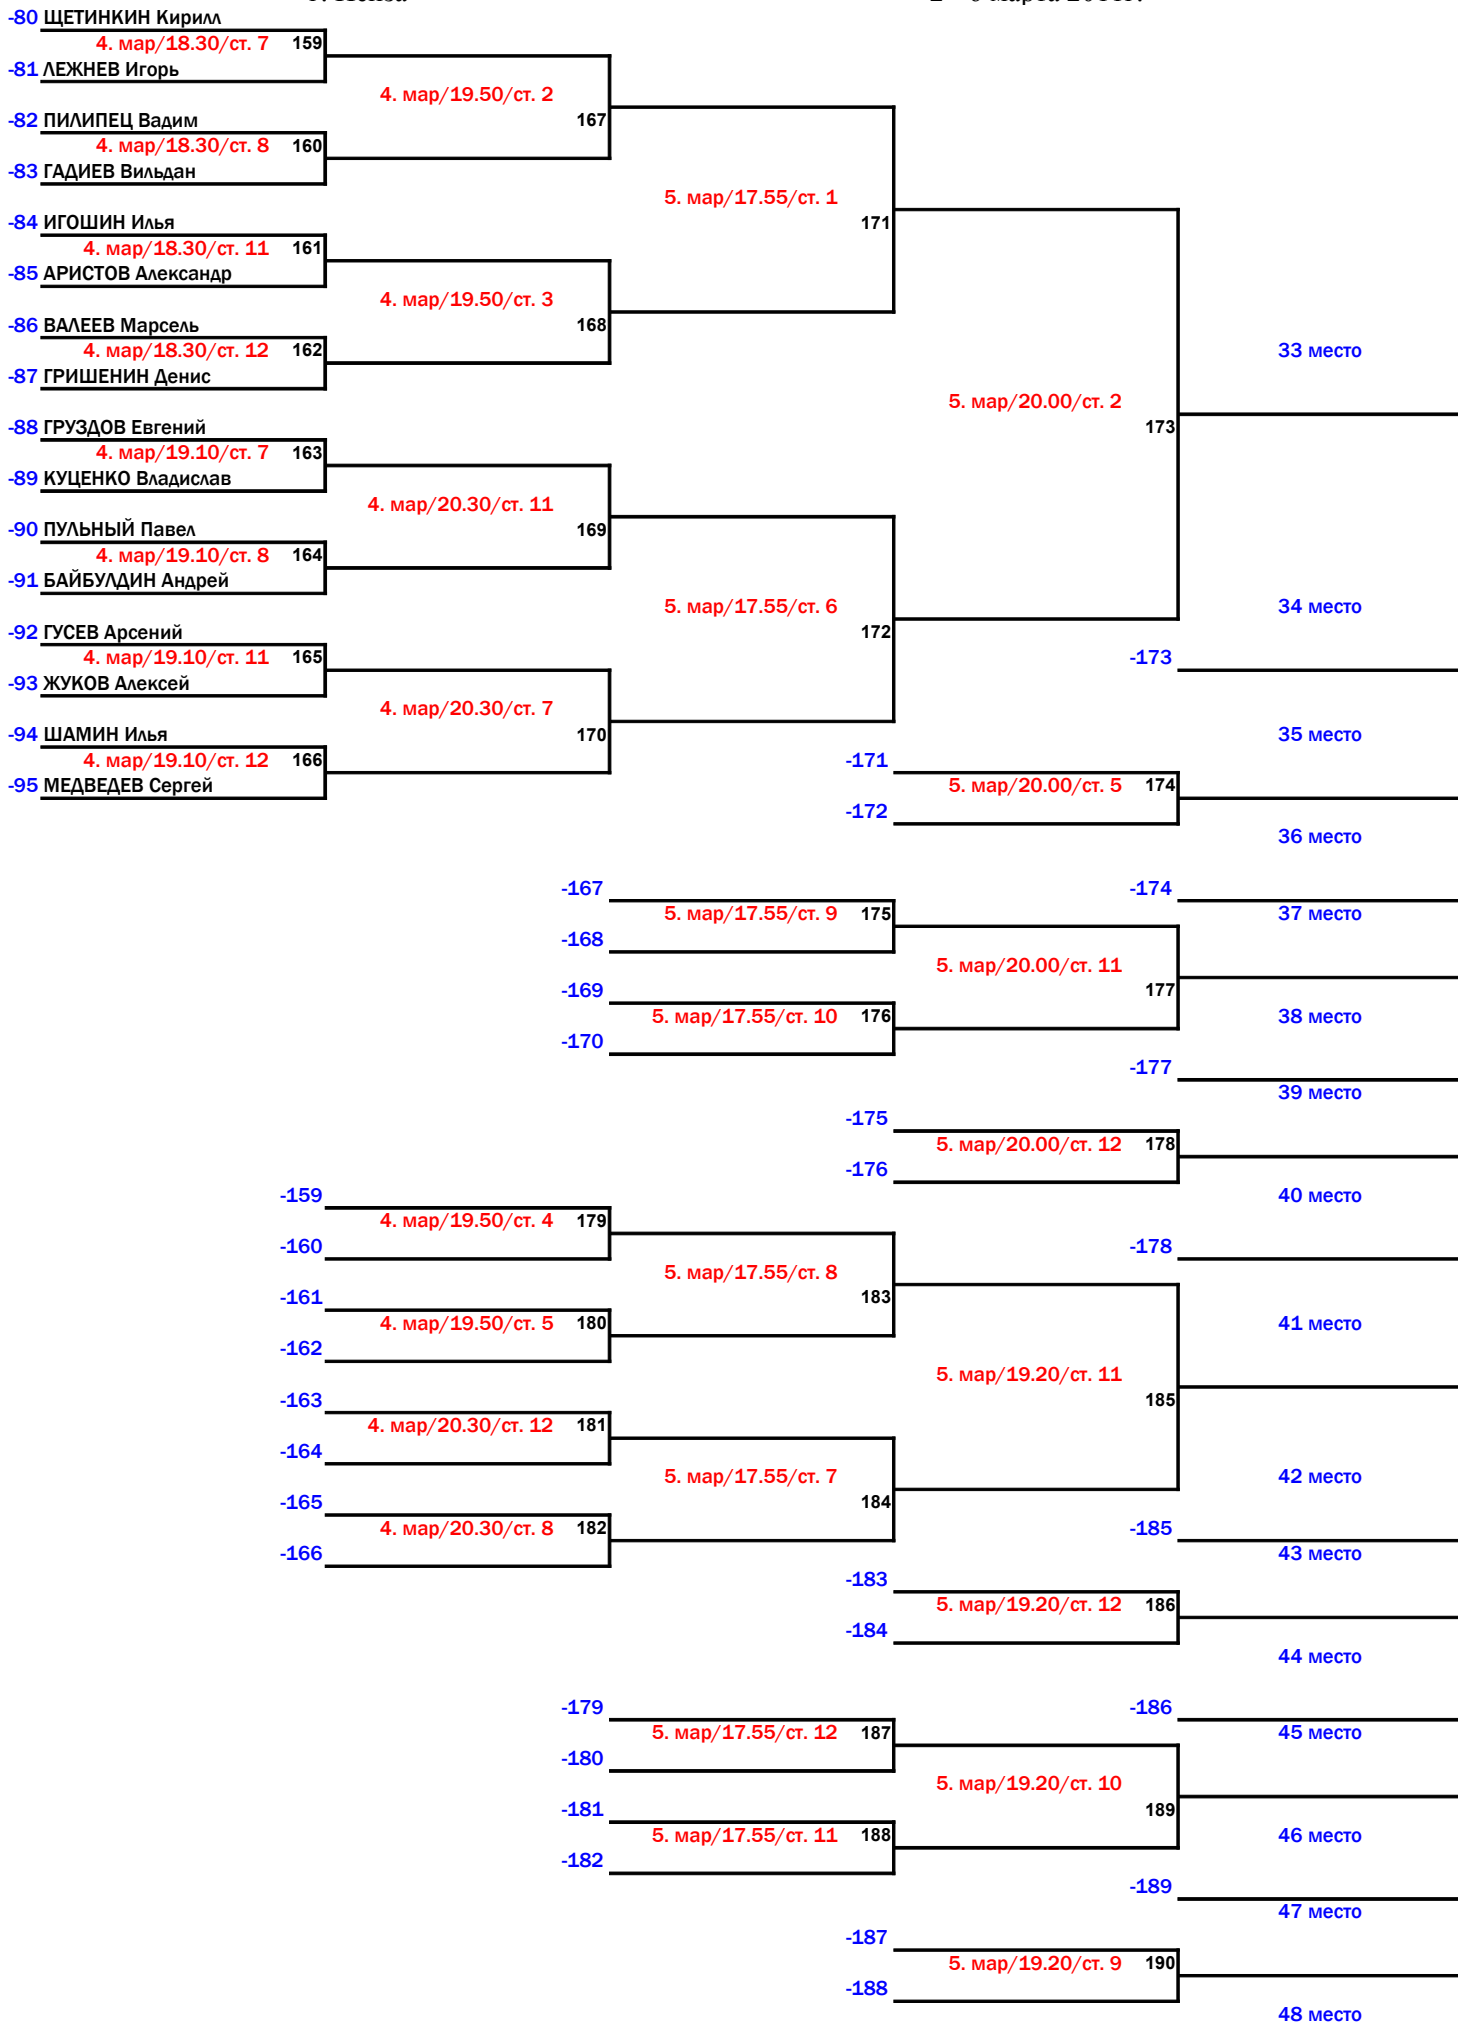 -80 ЩЕТИНКИН Кирилл
4. мар/18.30/ст. 7 159
-81 ЛЕЖНЕВ Игорь
4. мар/19.50/ст. 2
167
-82 ПИЛИПЕЦ Вадим
4. мар/18.30/ст. 8 160
-83 ГАДИЕВ Вильдан
5. мар/17.55/ст. 1
171
-84 ИГОШИН Илья
4. мар/18.30/ст. 11 161
-85 АРИСТОВ Александр
4. мар/19.50/ст. 3
168
-86 ВАЛЕЕВ Марсель
4. мар/18.30/ст. 12 162
33 место
-87 ГРИШЕНИН Денис
5. мар/20.00/ст. 2
173
-88 ГРУЗДОВ Евгений
4. мар/19.10/ст. 7 163
-89 КУЦЕНКО Владислав
4. мар/20.30/ст. 11
169
-90 ПУЛЬНЫЙ Павел
4. мар/19.10/ст. 8 164
-91 БАЙБУЛДИН Андрей
5. мар/17.55/ст. 6
172
34 место
-92 ГУСЕВ Арсений
4. мар/19.10/ст. 11 165
-173
-93 ЖУКОВ Алексей
4. мар/20.30/ст. 7
170
35 место
-94 ШАМИН Илья
4. мар/19.10/ст. 12 166
-171
-95 МЕДВЕДЕВ Сергей
5. мар/20.00/ст. 5 174
-172
36 место
-167
-174
5. мар/17.55/ст. 9 175
37 место
-168
5. мар/20.00/ст. 11
177
-169
5. мар/17.55/ст. 10 176
38 место
-170
-177
39 место
-175
5. мар/20.00/ст. 12 178
-176
40 место
-159
4. мар/19.50/ст. 4 179
-160
-178
5. мар/17.55/ст. 8
183
-161
4. мар/19.50/ст. 5 180
41 место
-162
5. мар/19.20/ст. 11
185
-163
4. мар/20.30/ст. 12 181
-164
5. мар/17.55/ст. 7
184
42 место
-165
4. мар/20.30/ст. 8 182
-185
-166
43 место
-183
5. мар/19.20/ст. 12 186
-184
44 место
-179
-186
5. мар/17.55/ст. 12 187
45 место
-180
5. мар/19.20/ст. 10
189
-181
5. мар/17.55/ст. 11 188
46 место
-182
-189
47 место
-187
5. мар/19.20/ст. 9 190
-188
48 место